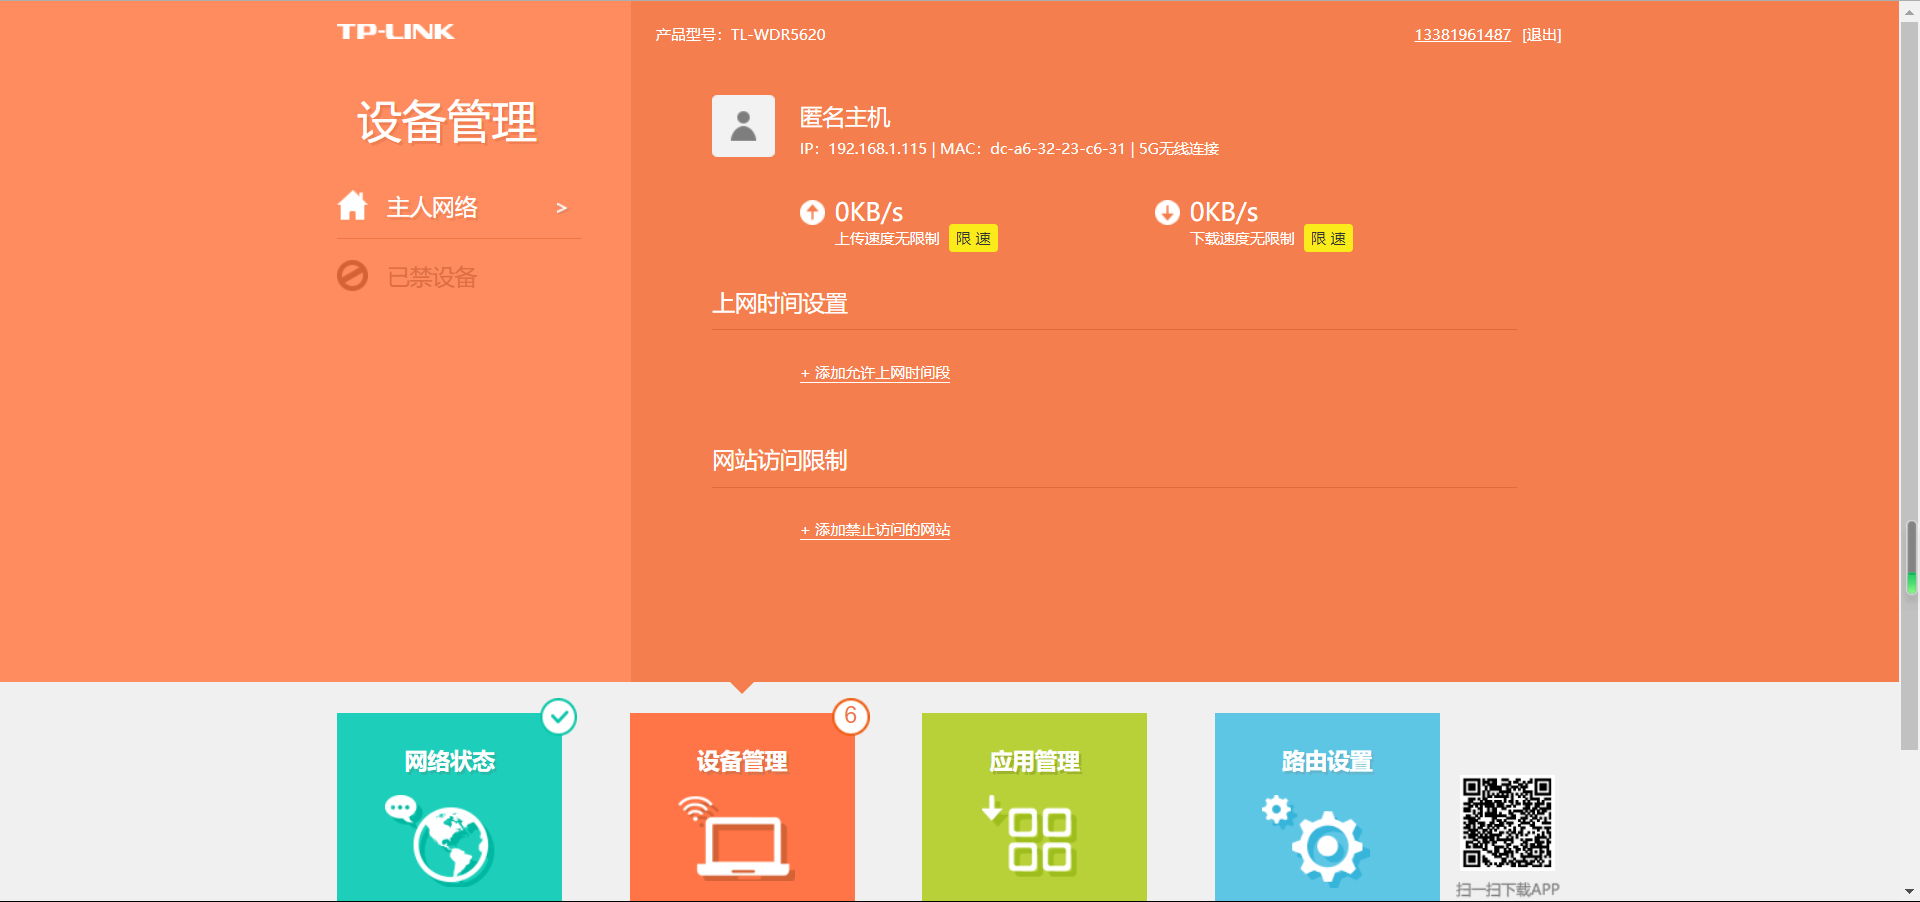 TP-LINK
产品型号：TL-WDR5620
13381961487 [退出]
设备管理
主人网络 >
已禁设备
匿名主机
IP：192.168.1.115 | MAC：dc-a6-32-23-c6-31 | 5G无线连接
0KB/s
上传速度无限制 限 速
0KB/s
下载速度无限制 限 速
上网时间设置
+ 添加允许上网时间段
网站访问限制
+ 添加禁止访问的网站
网络状态
设备管理
6
应用管理
路由设置
扫一扫下载APP